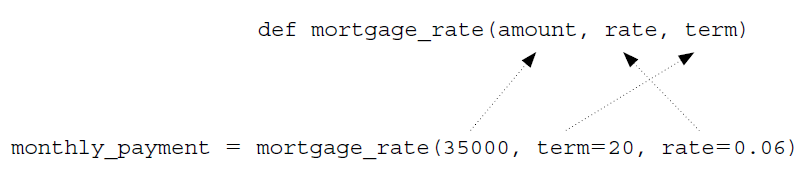 def mortgage_rate(amount, rate, term)
monthly_payment = mortgage_rate(35000, term=20, rate=0.06)